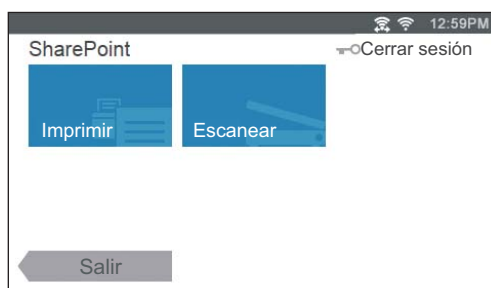 12:59PM
SharePoint
Cerrar sesión
Imprimir
Escanear
Salir